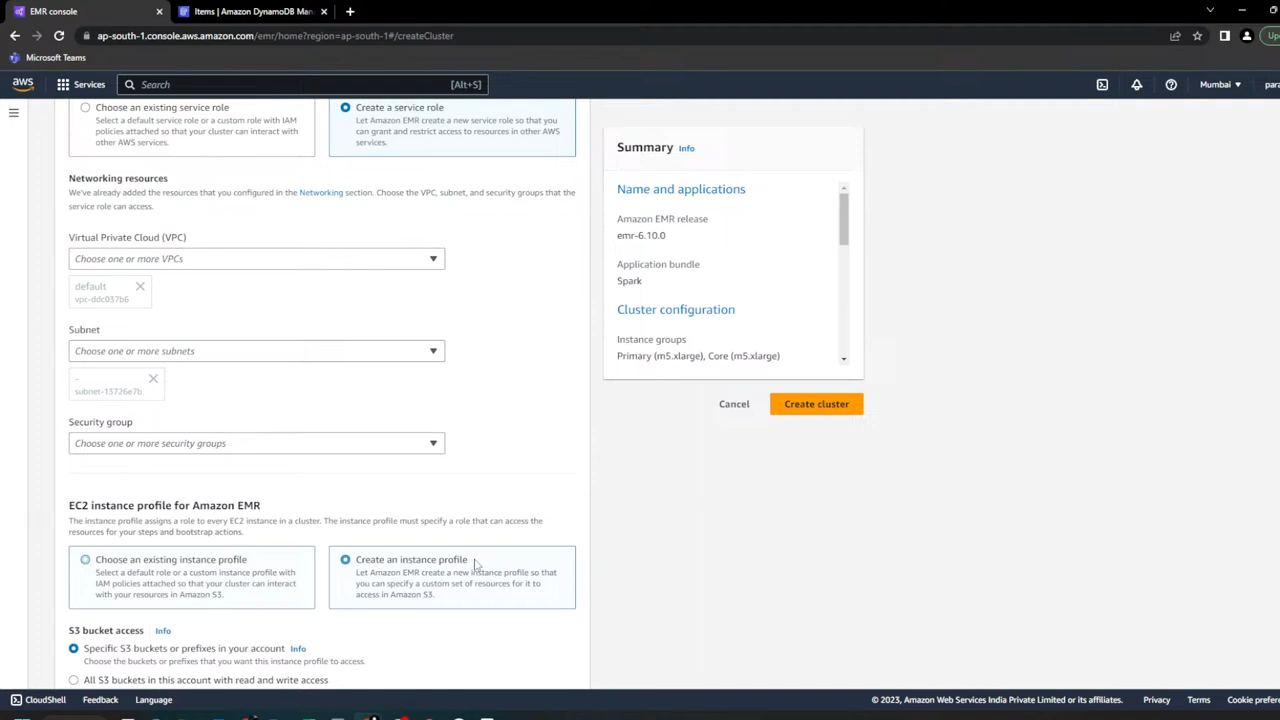 EMR console
Items | Amazon DynamoDB Man
ap-south-1.console.aws.amazon.com/emr/home?region=ap-south-1#/createCluster
Microsoft Teams
aws
Services
Search
[Alt+S]
Mumbai
para
Choose an existing service role
Select a default service role or a custom role with IAM
policies attached so that your cluster can interact with
other AWS services.
Create a service role
Let Amazon EMR create a new service role so that you
can grant and restrict access to resources in other AWS
services.
Networking resources
We've already added the resources that you configured in the Networking section. Choose the VPC, subnet, and security groups that the
service role can access.
Virtual Private Cloud (VPC)
Choose one or more VPCs
default
vpc-ddc037b6
Subnet
Choose one or more subnets
-
subnet-13726e7b
Security group
Choose one or more security groups
EC2 instance profile for Amazon EMR
The instance profile assigns a role to every EC2 instance in a cluster. The instance profile must specify a role that can access the
resources for your steps and bootstrap actions.
Choose an existing instance profile
Select a default role or a custom instance profile with
IAM policies attached so that your cluster can interact
with your resources in Amazon S3.
Create an instance profile
Let Amazon EMR create a new instance profile so that
you can specify a custom set of resources for it to
access in Amazon S3.
S3 bucket access Info
Specific S3 buckets or prefixes in your account Info
Choose the buckets or prefixes that you want this instance profile to access.
All S3 buckets in this account with read and write access
Summary Info
Name and applications
Amazon EMR release
emr-6.10.0
Application bundle
Spark
Cluster configuration
Instance groups
Primary (m5.xlarge), Core (m5.xlarge)
Cancel
Create cluster
CloudShell
Feedback
Language
© 2023, Amazon Web Services India Private Limited or its affiliates.
Privacy
Terms
Cookie prefere